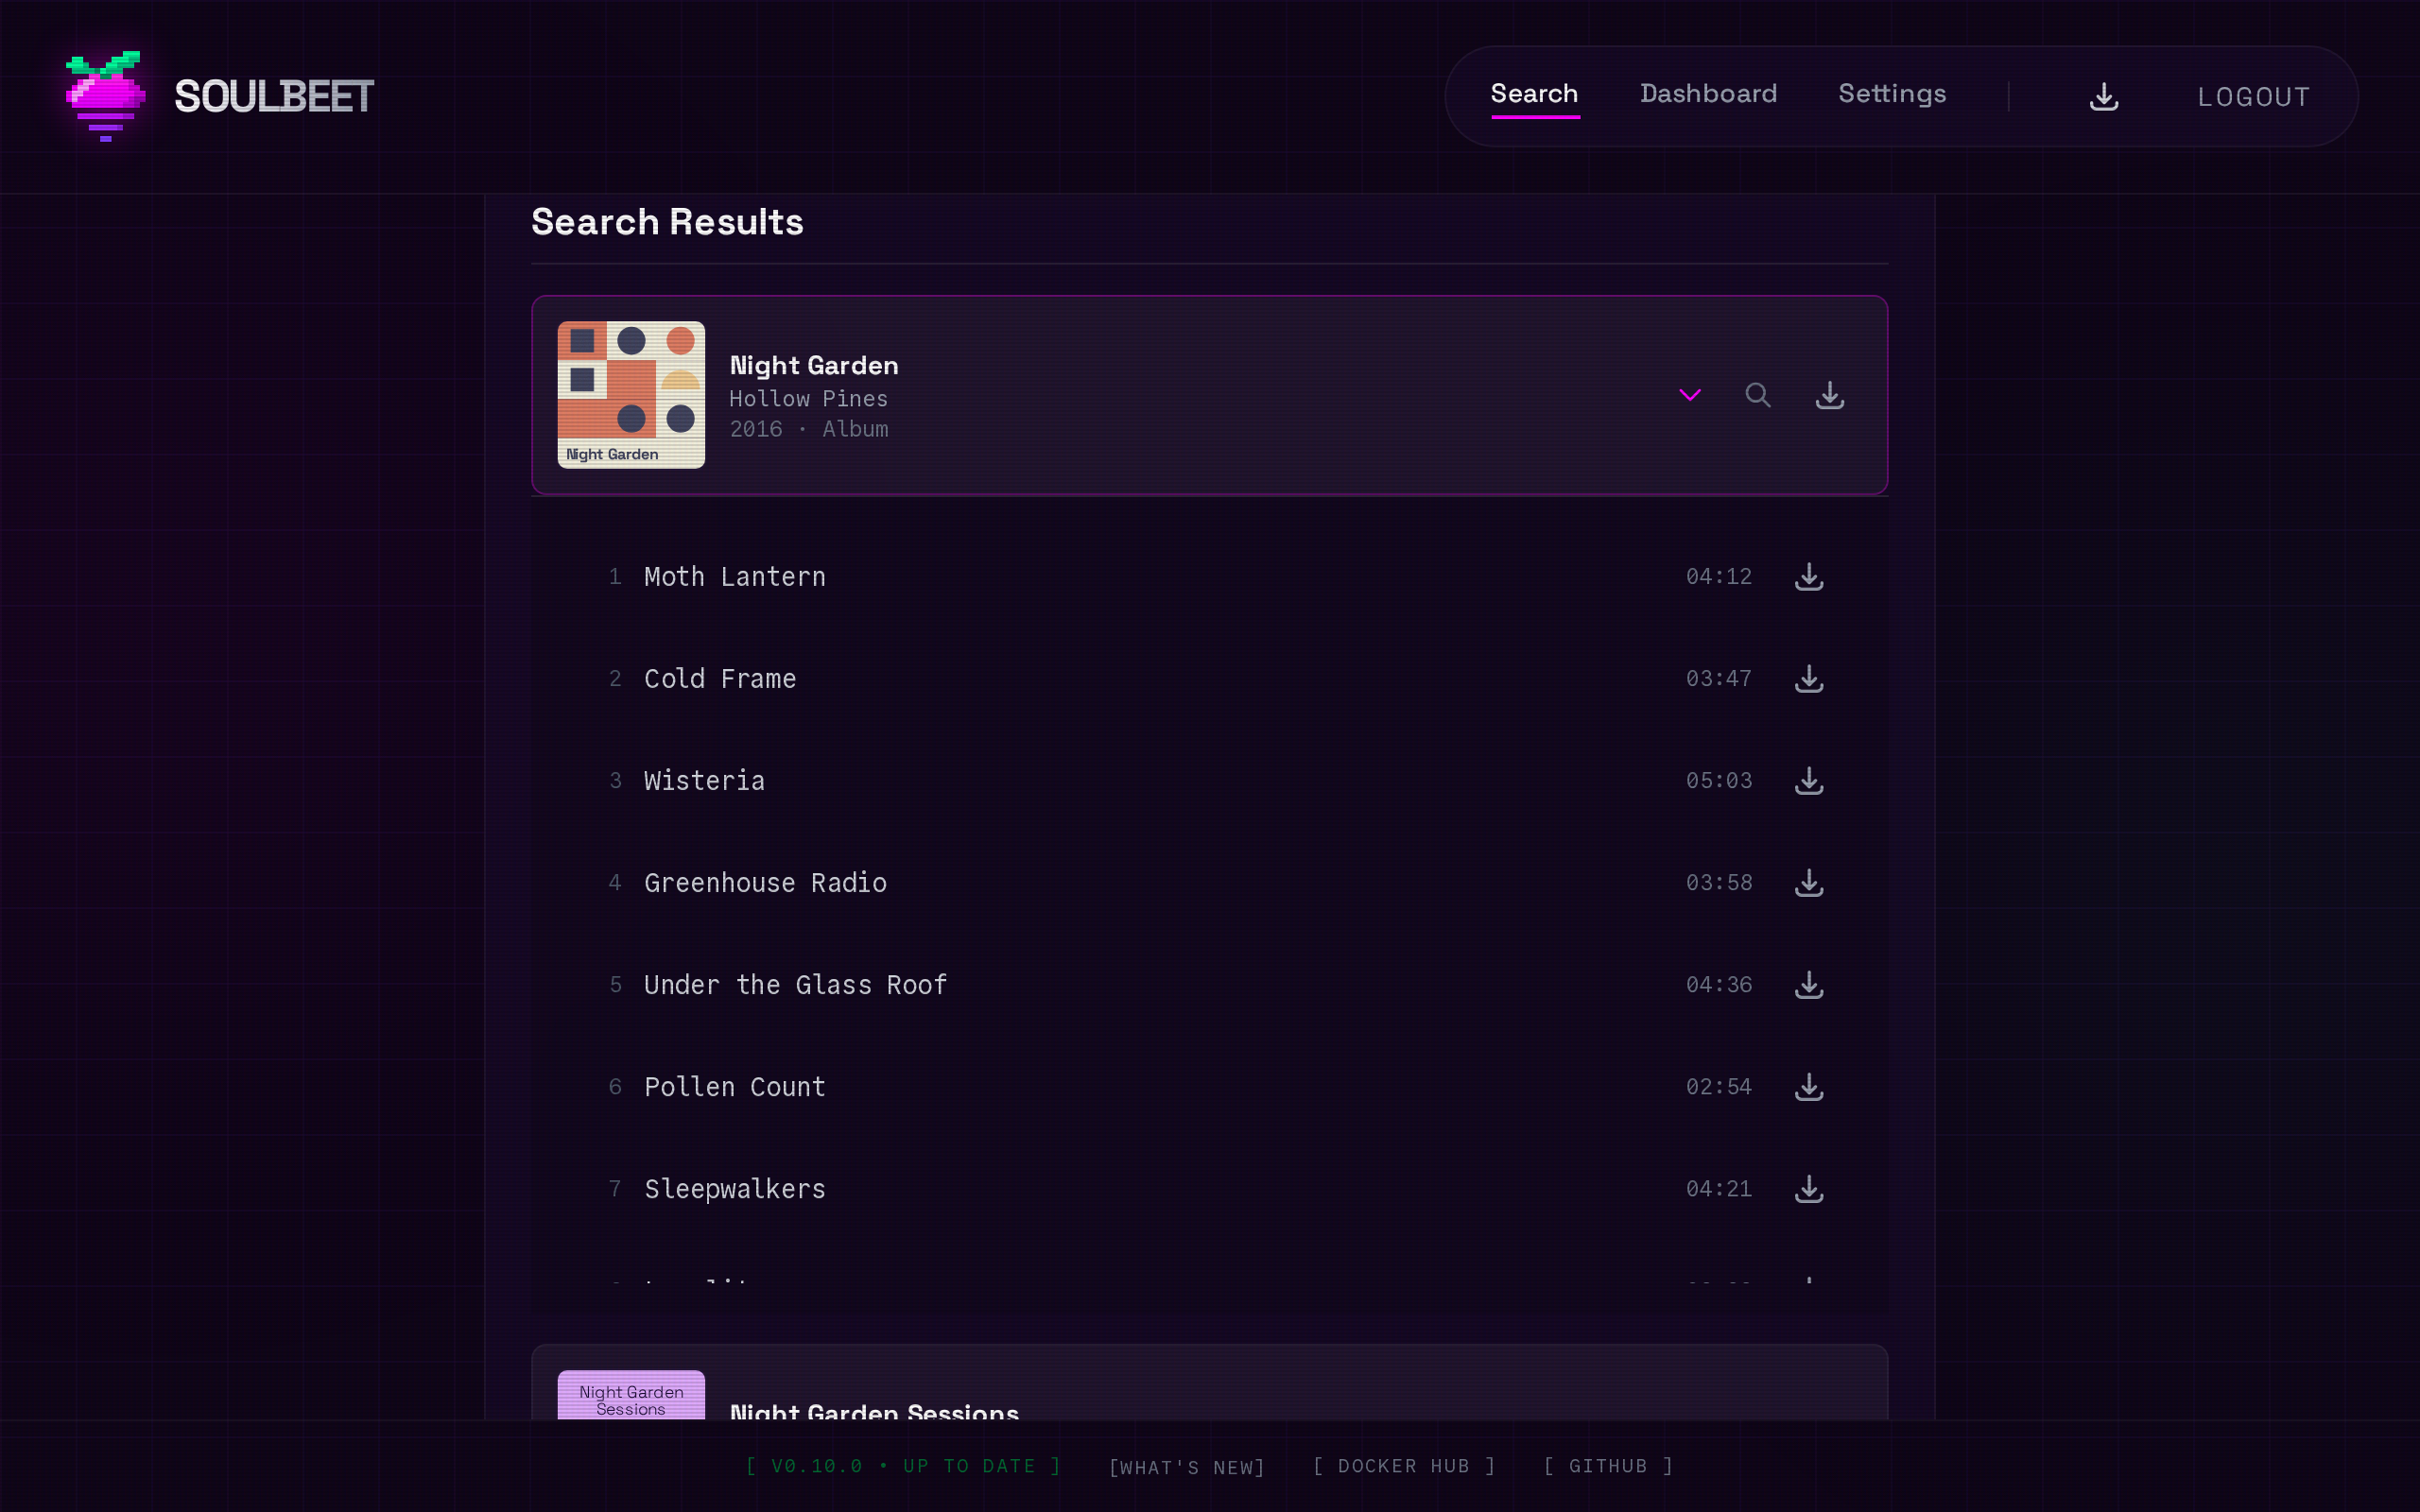 SOULBEET
Search
Dashboard
Settings
LOGOUT
Search Results
Night Garden
Night Garden
Hollow Pines
2016 · Album
1 Moth Lantern 04:12
2 Cold Frame 03:47
3 Wisteria 05:03
4 Greenhouse Radio 03:58
5 Under the Glass Roof 04:36
6 Pollen Count 02:54
7 Sleepwalkers 04:21
Night Garden
Sessions
Night Garden Sessions
[ V0.10.0 • UP TO DATE ] [WHAT'S NEW] [ DOCKER HUB ] [ GITHUB ]